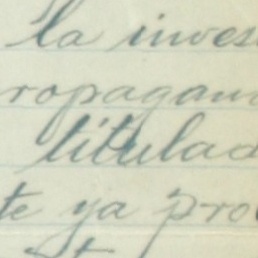 la inves
ropagan
titulad
te ya pro